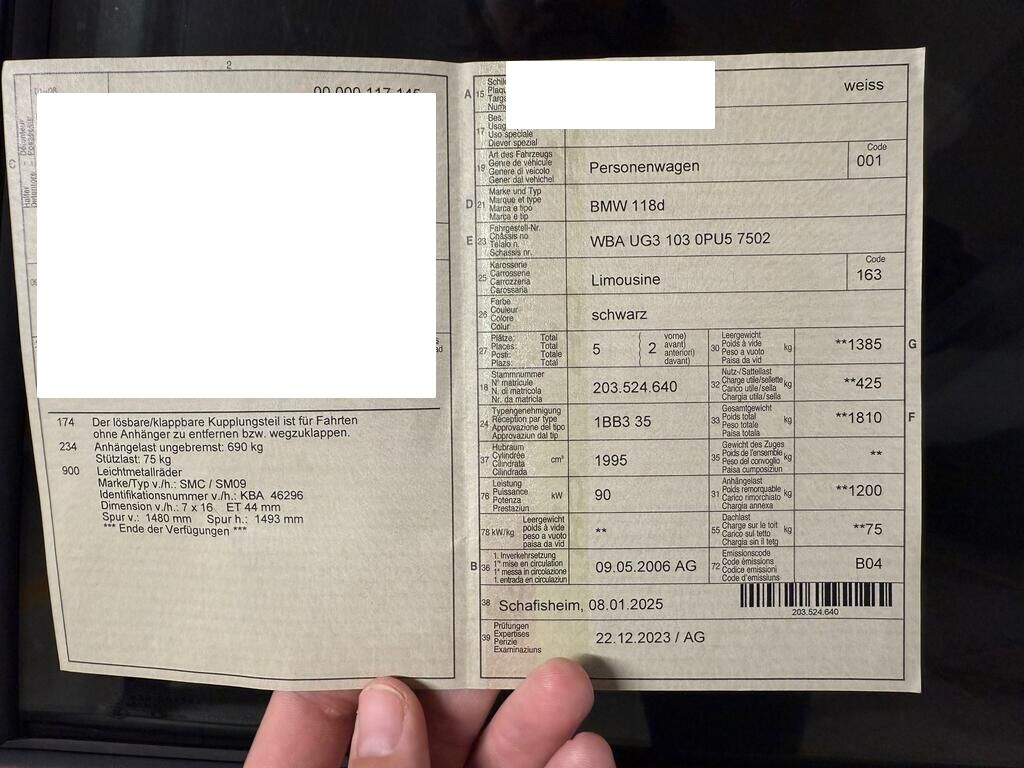 2
00.000.117.145
C
Halter
09
174 Der lösbare/klappbare Kupplungsteil ist für Fahrten
ohne Anhänger zu entfernen bzw. wegzuklappen.
234 Anhängelast ungebremst: 690 kg
Stützlast: 75 kg
900 Leichtmetallräder
Marke/Typ v./h.: SMC / SM09
Identifikationsnummer v./h.: KBA 46296
Dimension v./h.: 7 x 16 ET 44 mm
Spur v.: 1480 mm Spur h.: 1493 mm
*** Ende der Verfügungen ***
A 15 weiss
17
Uso speciale
Diever spezial
19 Art des Fahrzeugs
Genre de véhicule
Genere di veicolo
Gener dal vehichel
Personenwagen
Code
001
D 21 Marke und Typ
Marque et type
Marca e tipo
Marca e tip
BMW 118d
E 23 Fahrgestell-Nr.
Châssis no
Telaio n.
Schassis nr.
WBA UG3 103 0PU5 7502
25 Karosserie
Carrosserie
Carrozzeria
Carossaria
Limousine
Code
163
26 Farbe
Couleur
Colore
Colur
schwarz
27 Plätze: Total
Places: Total
Posti: Totale
Plazs: Total
5 ( 2 vorne)
avant)
anteriori)
davant)
30 Leergewicht
Poids à vide
Peso a vuoto
Paisa da vid
kg
**1385
G
18 Stammnummer
N° matricule
N. di matricola
Nr. da matricla
203.524.640
32 Nutz-/Sattellast
Charge utile/sellette
Carico utile/sella
Chargia utila/sella
kg
**425
24 Typengenehmigung
Réception par type
Approvazione del tipo
Approvaziun dal tip
1BB3 35
33 Gesamtgewicht
Poids total
Peso totale
Paisa totala
kg
**1810
F
37 Hubraum
Cylindrée
Cilindrata
Cilindrada
cm³
1995
35 Gewicht des Zuges
Poids de l'ensemble
Peso del convoglio
Paisa cumposiziun
kg
**
76 Leistung
Puissance
Potenza
Prestaziun
kW
90
31 Anhängelast
Poids remorquable
Carico rimorchiato
Chargia annexa
kg
**1200
78 kW/kg Leergewicht
poids à vide
peso a vuoto
paisa da vid
**
55 Dachlast
Charge sur le toit
Carico sul tetto
Chargia sin il tetg
kg
**75
B 36 1. Inverkehrsetzung
1re mise en circulation
1a messa in circolazione
1. entrada en circulaziun
09.05.2006 AG
72 Emissionscode
Code émissions
Codice emissioni
Code d'emissiuns
B04
38 Schafisheim, 08.01.2025
203.524.640
39 Prüfungen
Expertises
Perizie
Examinaziuns
22.12.2023 / AG